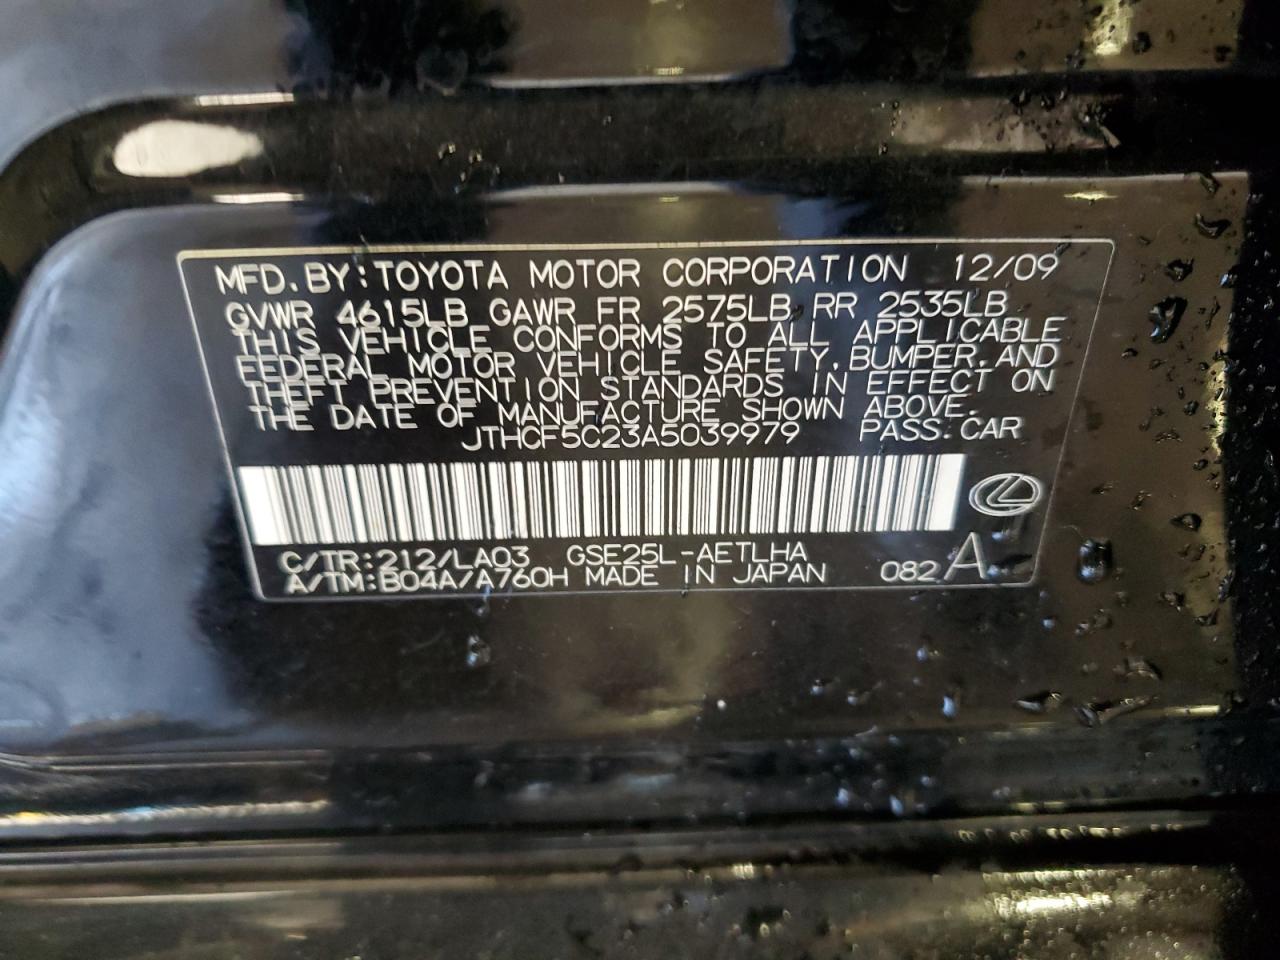 MFD. BY: TOYOTA MOTOR CORPORATION 12/09
GVWR 4615LB GAWR FR 2575LB RR 2535LB
THIS VEHICLE CONFORMS TO ALL APPLICABLE
FEDERAL MOTOR VEHICLE SAFETY, BUMPER, AND
THEFT PREVENTION STANDARDS IN EFFECT ON
THE DATE OF MANUFACTURE SHOWN ABOVE.
JTHCF5C23A5039979 PASS. CAR
C/TR:212/LA03 GSE25L-AETLHA
A/TM:B04A/A760H MADE IN JAPAN 082 A